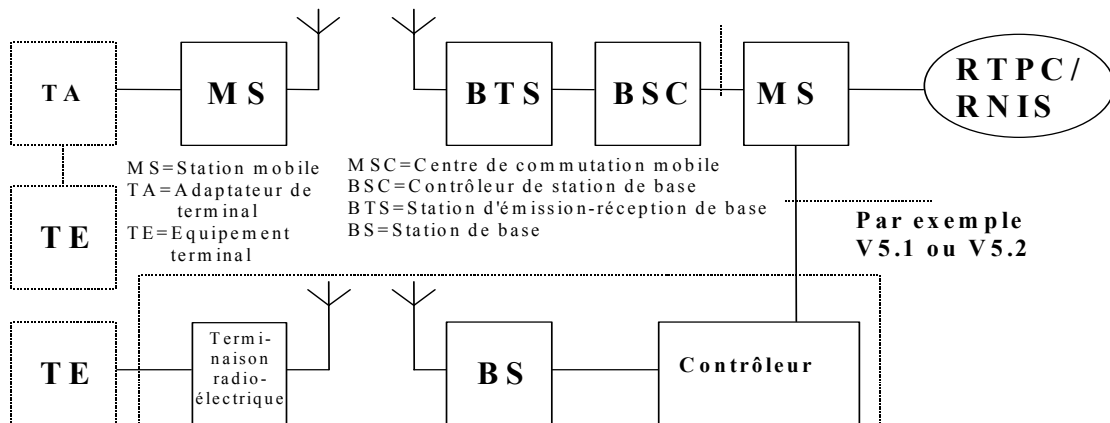 TA
MS
BTS
BSC
MS
RTPC/
RNIS
MS=Station mobile
TA=Adaptateur de
terminal
TE=Equipement
terminal
MSC=Centre de commutation mobile
BSC=Contrôleur de station de base
BTS=Station d'émission-réception de base
BS=Station de base
TE
Par exemple
V5.1 ou V5.2
TE
Termi-
naison
radio-
électrique
BS
Contrôleur